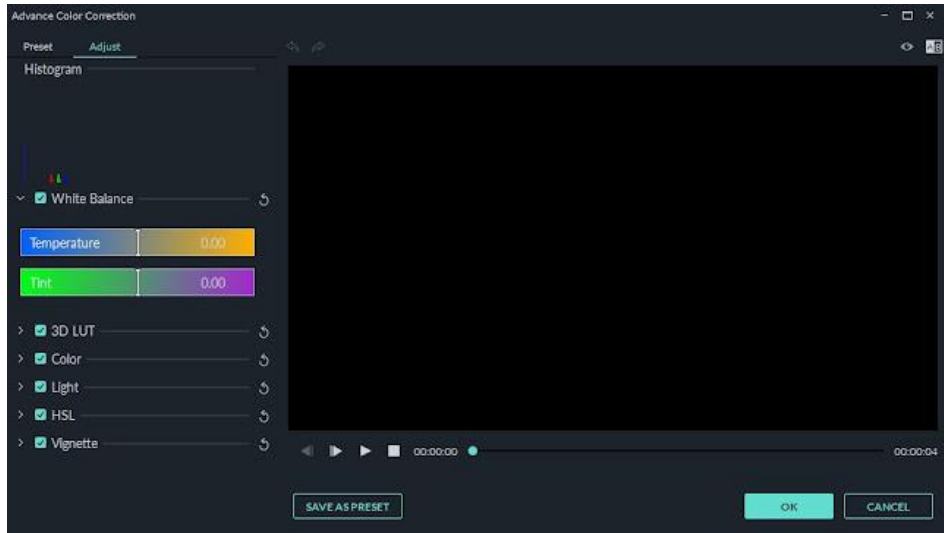 Advance Color Correction
Preset Adjust
Histogram
White Balance
Temperature 0.00
Tint 0.00
3D LUT
Color
Light
HSL
Vignette
A B
00:00:00 00:00:04
SAVE AS PRESET OK CANCEL